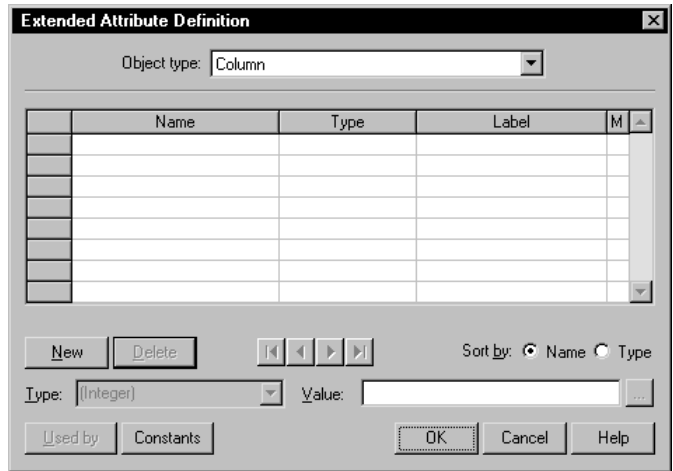 Extended Attribute Definition
Object type: Column
Name Type Label M
New Delete Sort by: Name Type
Type: (Integer) Value: ...
Used by Constants OK Cancel Help